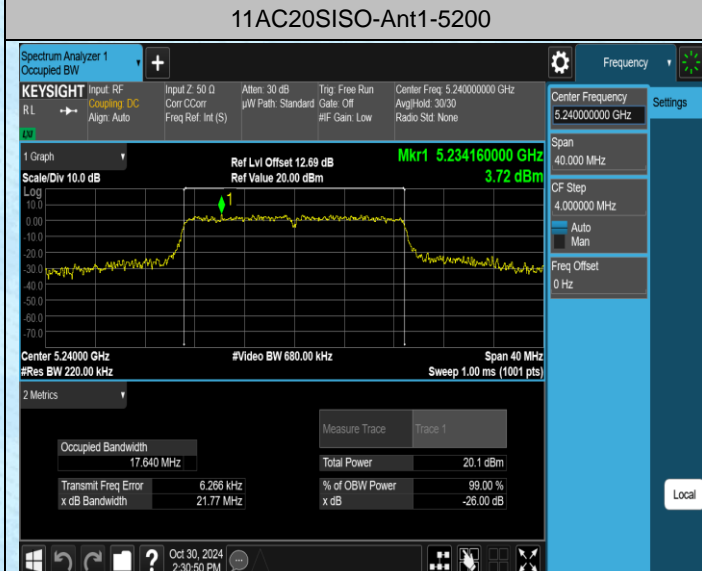 11AC20SISO-Ant1-5200
Spectrum Analyzer 1
Occupied BW
Frequency
KEYSIGHT
RL
LXI
Input: RF
Coupling: DC
Align: Auto
Input Z: 50 Ω
Corr CCorr
Freq Ref: Int (S)
Atten: 30 dB
µW Path: Standard
Trig: Free Run
Gate: Off
#IF Gain: Low
Center Freq: 5.240000000 GHz
Avg|Hold: 30/30
Radio Std: None
Center Frequency
5.240000000 GHz
Settings
Span
40.000 MHz
CF Step
4.000000 MHz
Auto
Man
Freq Offset
0 Hz
1 Graph
Scale/Div 10.0 dB
Ref Lvl Offset 12.69 dB
Ref Value 20.00 dBm
Mkr1 5.234160000 GHz
3.72 dBm
Log
10.0
0.00
-10.0
-20.0
-30.0
-40.0
-50.0
-60.0
-70.0
1
Center 5.24000 GHz
#Video BW 680.00 kHz
Span 40 MHz
#Res BW 220.00 kHz
Sweep 1.00 ms (1001 pts)
2 Metrics
Measure Trace
Trace 1
Occupied Bandwidth
17.640 MHz
Total Power
20.1 dBm
Transmit Freq Error
6.266 kHz
% of OBW Power
99.00 %
x dB Bandwidth
21.77 MHz
x dB
-26.00 dB
Local
Oct 30, 2024
2:30:50 PM